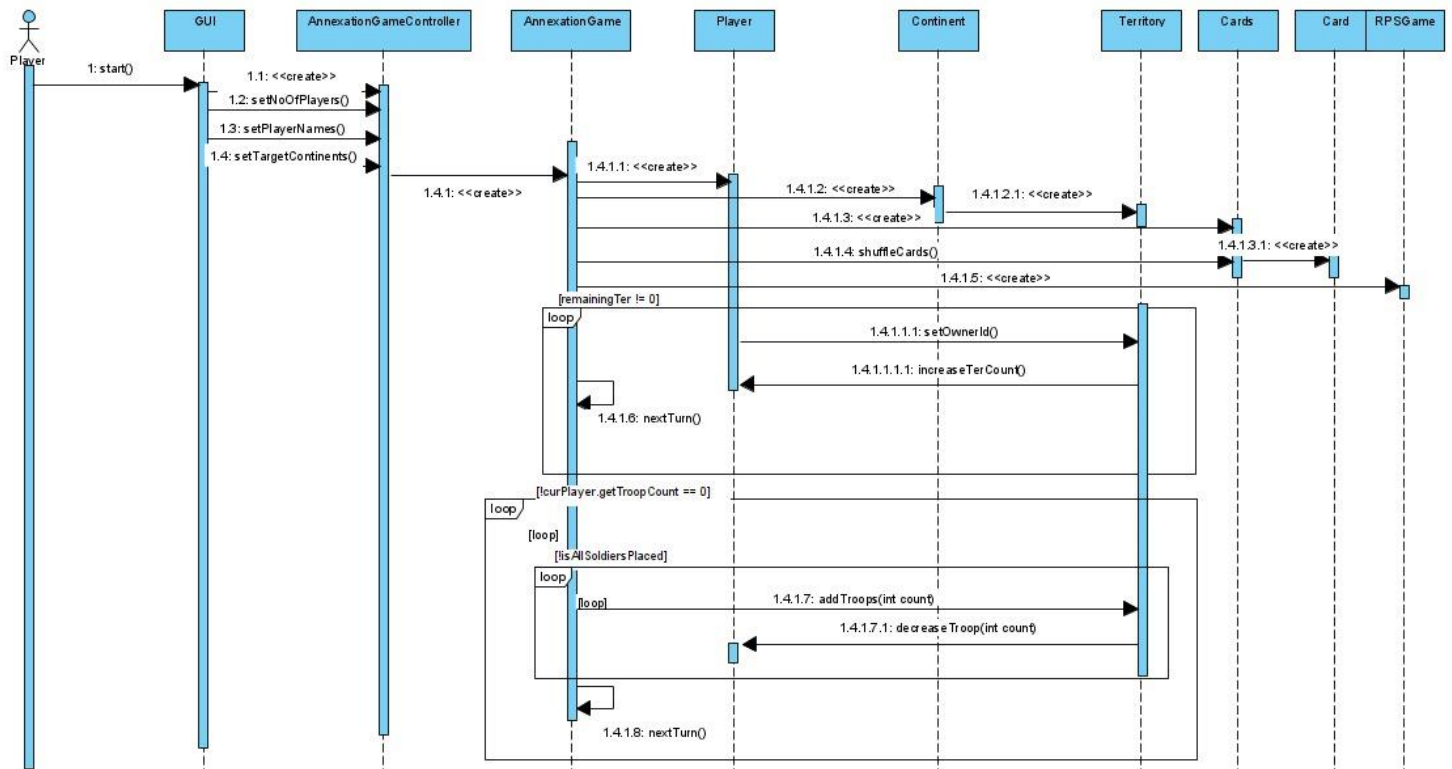 GUI
AnnexationGameController
AnnexationGame
Player
Continent
Territory
Cards
Card
RPSGame
Player
1: start()
1.1: <<create>>
1.2: setNoOfPlayers()
1.3: setPlayerNames()
1.4: setTargetContinents()
1.4.1: <<create>>
1.4.1.1: <<create>>
1.4.1.2: <<create>>
1.4.1.2.1: <<create>>
1.4.1.3: <<create>>
1.4.1.3.1: <<create>>
1.4.1.4: shuffleCards()
1.4.1.5: <<create>>
[remainingTer != 0]
loop
1.4.1.1.1: setOwnerId()
1.4.1.1.1.1: increaseTerCount()
1.4.1.6: nextTurn()
[!curPlayer.getTroopCount == 0]
loop
[loop]
[!isAllSoldiersPlaced]
loop
[loop]
1.4.1.7: addTroops(int count)
1.4.1.7.1: decreaseTroop(int count)
1.4.1.8: nextTurn()